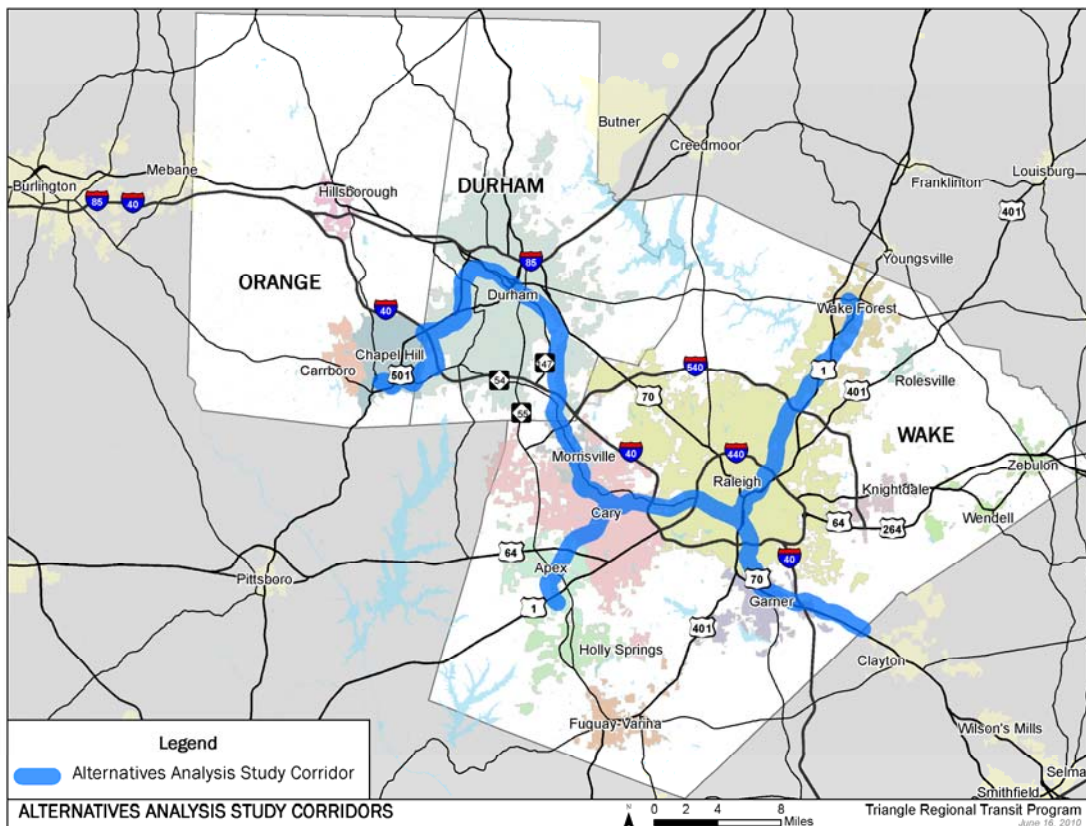 Butner
Creedmoor
Franklinton
Louisburg
401
Burlington
Mebane
85
40
Hillsborough
DURHAM
85
Youngsville
ORANGE
40
Durham
Wake Forest
Chapel Hill
Carrboro
501
54
147
55
540
70
1
401
Rolesville
WAKE
Morrisville
40
440
Raleigh
Zebulon
Knightdale
Cary
64
264
Wendell
64
Apex
40
70
Pittsboro
1
Garner
401
Holly Springs
Clayton
Fuquay-Varina
Wilson's Mills
Selma
Smithfield
Legend
Alternatives Analysis Study Corridor
ALTERNATIVES ANALYSIS STUDY CORRIDORS
N
0 2 4 8
Miles
Triangle Regional Transit Program
June 16, 2010